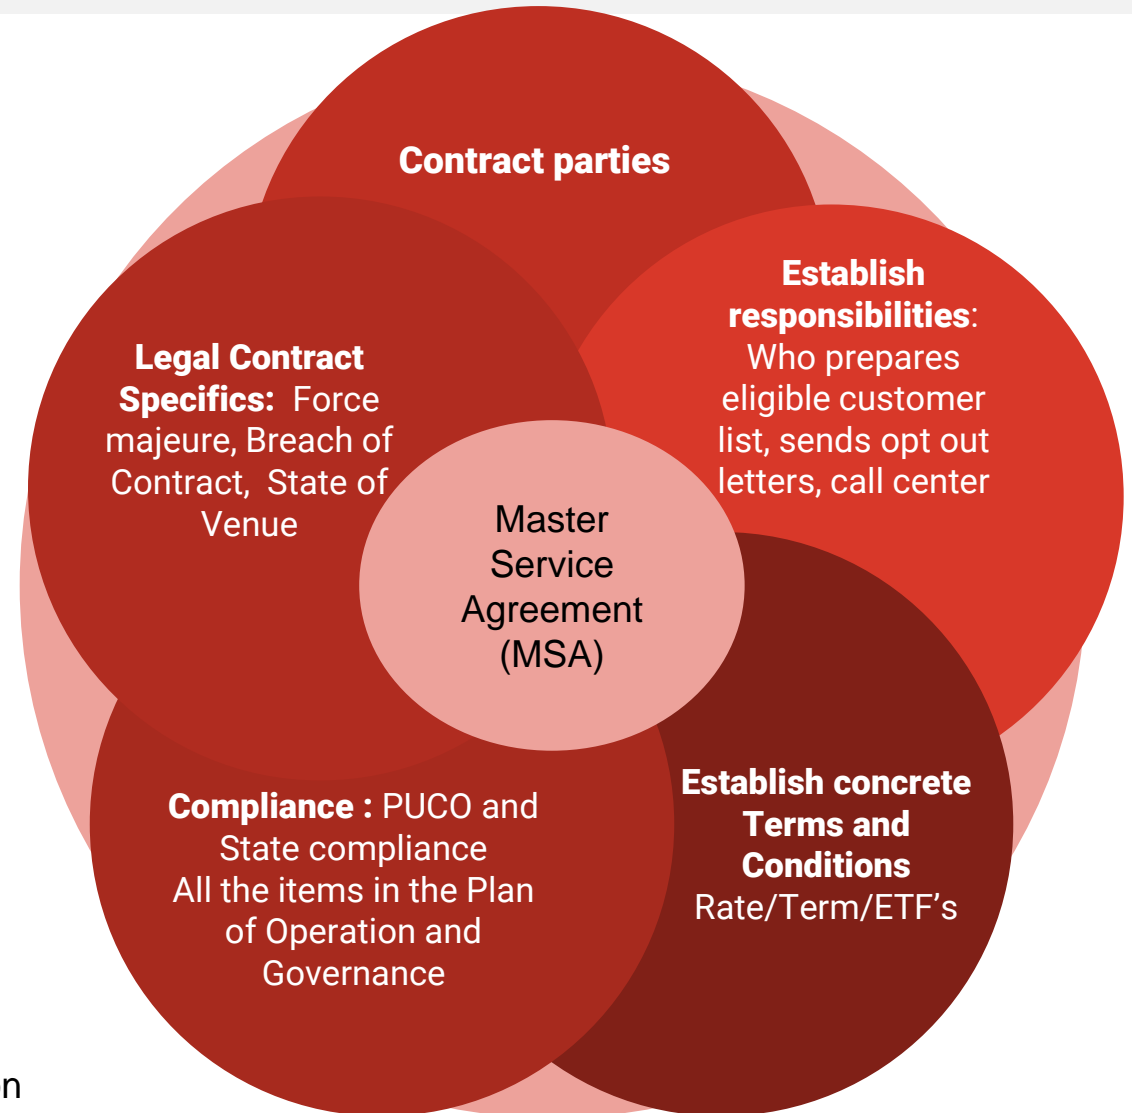 Contract parties
Establish
responsibilities:
Who prepares
eligible customer
list, sends opt out
letters, call center
Legal Contract
Specifics:  Force
majeure, Breach of
Contract,  State of
Venue
Master
Service
Agreement
(MSA)
Establish concrete
Terms and
Conditions
Rate/Term/ETF’s
Compliance : PUCO and
State compliance
All the items in the Plan
of Operation and
Governance
n